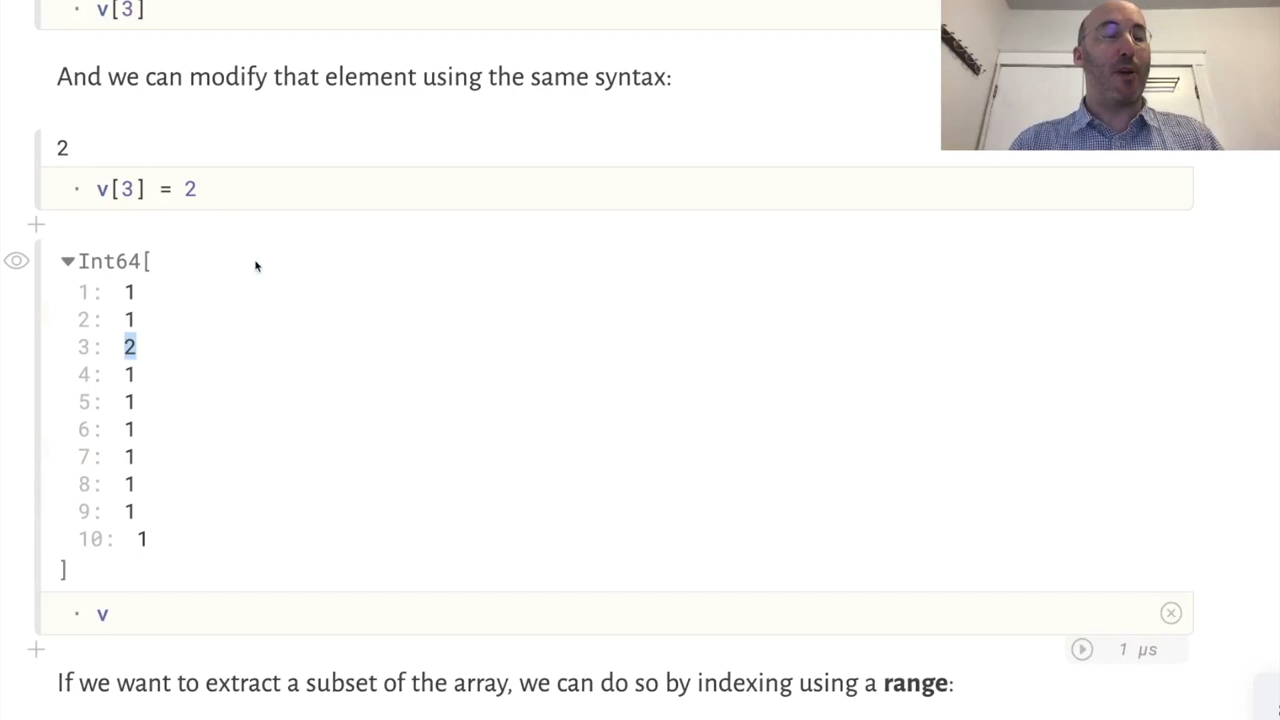 v[3]
And we can modify that element using the same syntax:
2
v[3] = 2
Int64[
1: 1
2: 1
3: 2
4: 1
5: 1
6: 1
7: 1
8: 1
9: 1
10: 1
]
v
1 μs
If we want to extract a subset of the array, we can do so by indexing using a range: